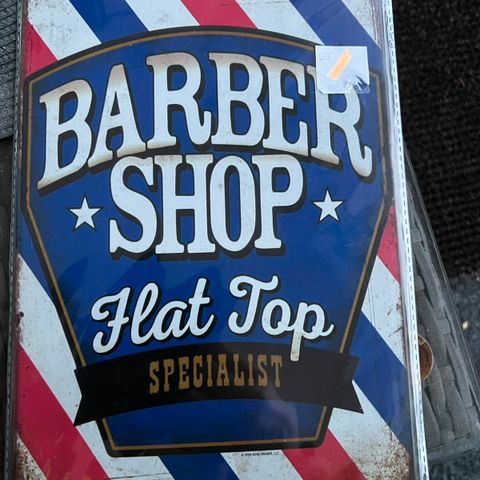 BARBER
SHOP
Flat Top
SPECIALIST